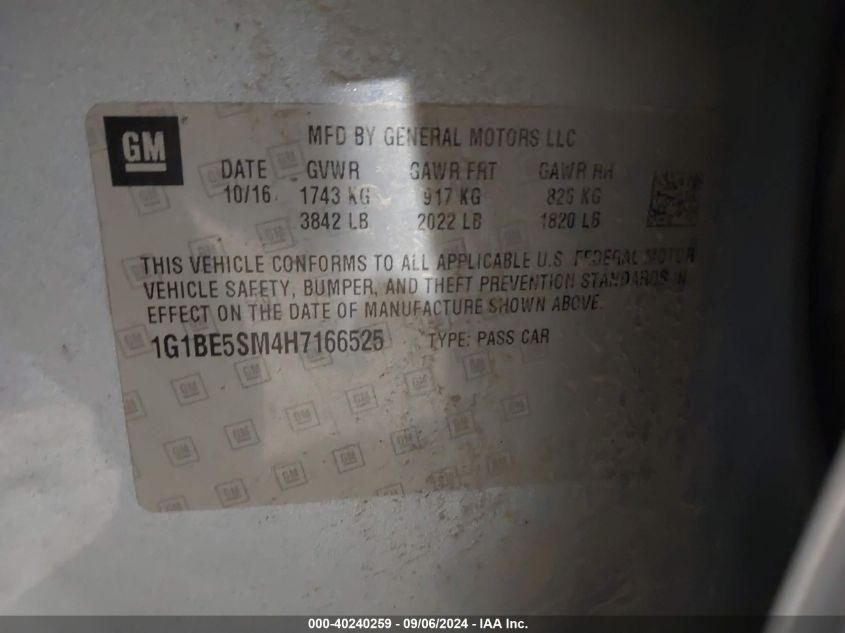 GM
MFD BY GENERAL MOTORS LLC
DATE GVWR GAWR FRT GAWR RR
10/16 1743 KG 917 KG 826 KG
3842 LB 2022 LB 1820 LB
THIS VEHICLE CONFORMS TO ALL APPLICABLE U.S. FEDERAL MOTOR
VEHICLE SAFETY, BUMPER, AND THEFT PREVENTION STANDARDS IN
EFFECT ON THE DATE OF MANUFACTURE SHOWN ABOVE.
1G1BE5SM4H7166525 TYPE: PASS CAR
000-40240259 - 09/06/2024 - IAA Inc.